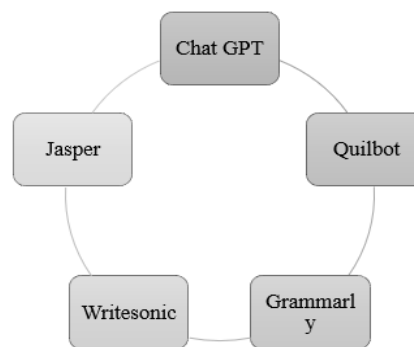 Chat GPT
Jasper
Quilbot
Writesonic
Grammarl
y